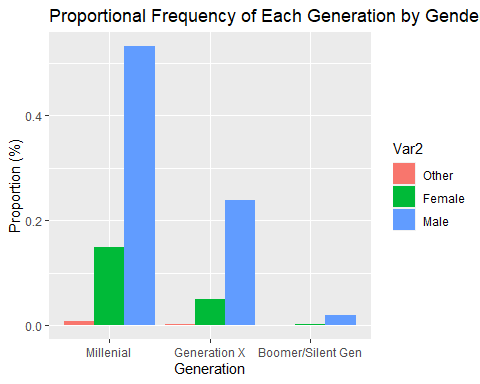 Proportional Frequency of Each Generation by Gende
Proportion (%)
0.4
0.2
0.0
Millenial
Generation X
Boomer/Silent Gen
Generation
Var2
Other
Female
Male